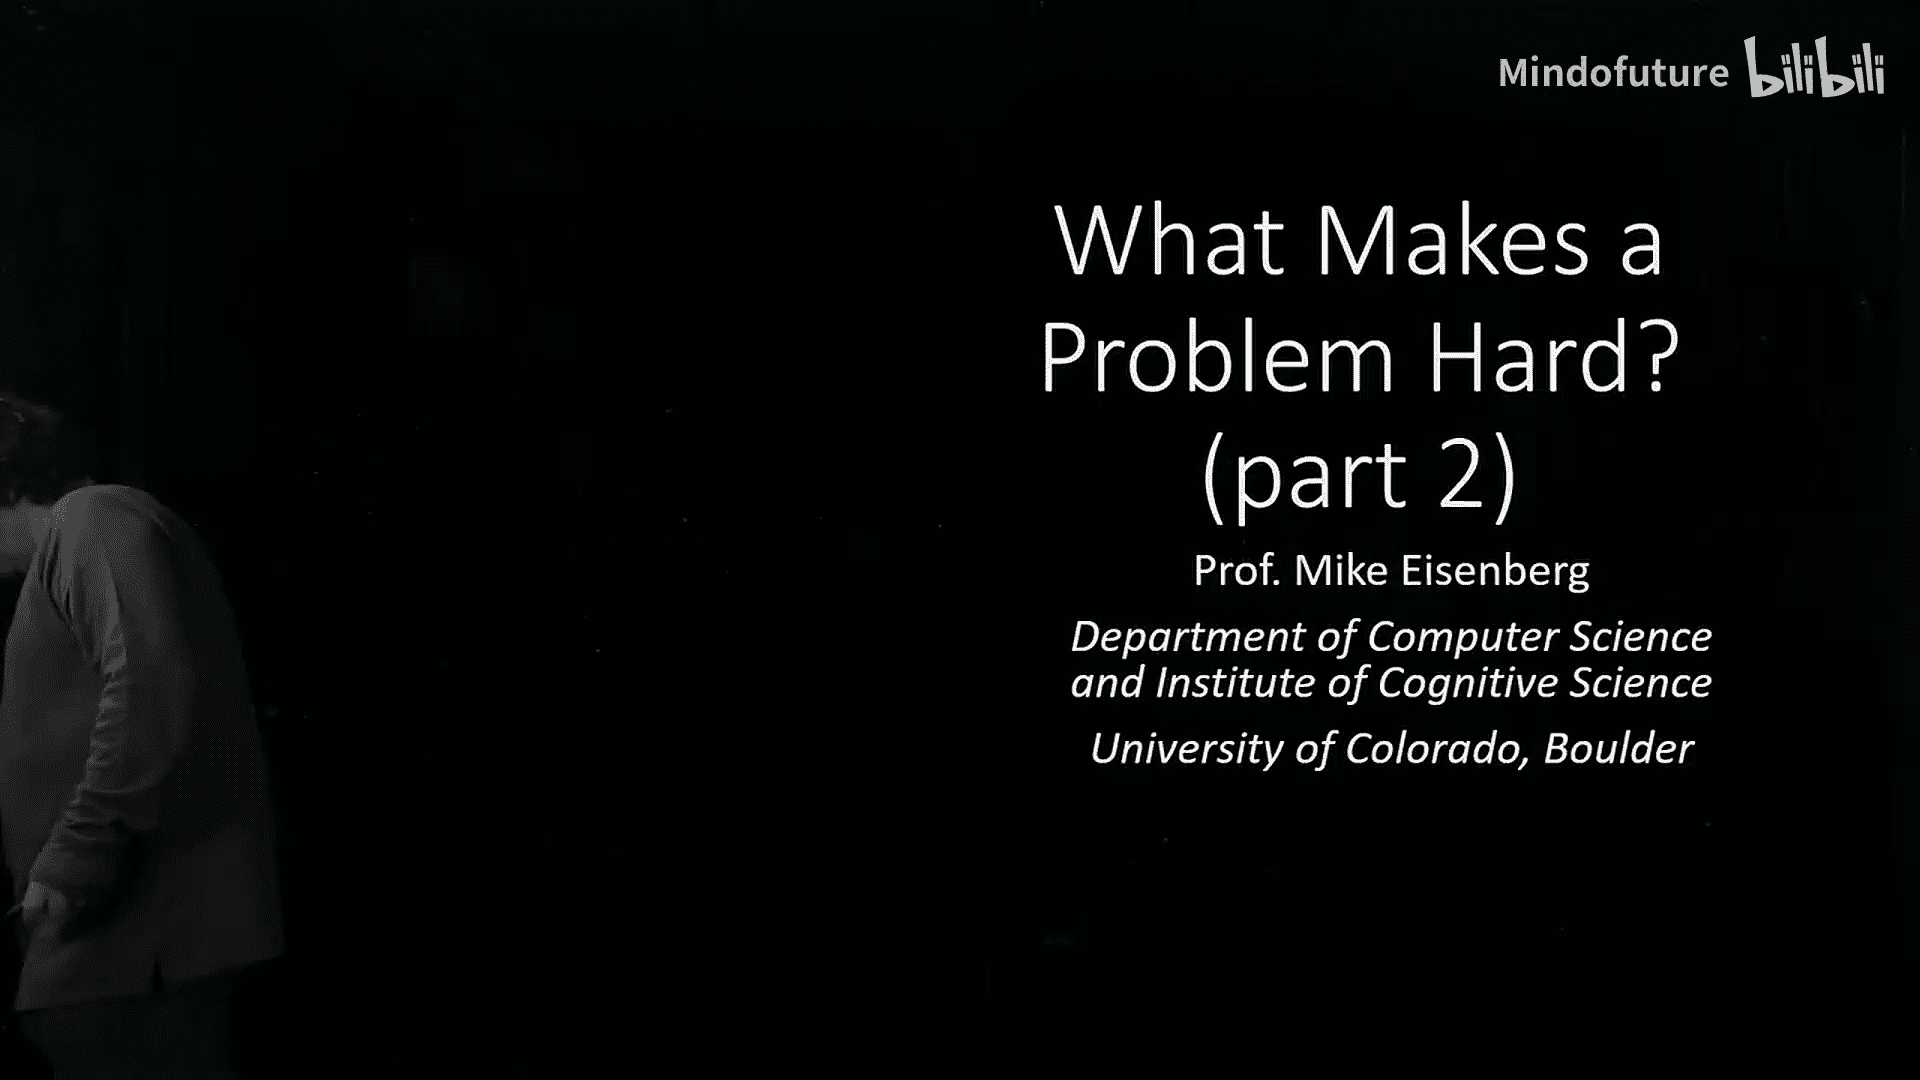 Mindofuture bilibili
What Makes a
Problem Hard?
(part 2)
Prof. Mike Eisenberg
Department of Computer Science
and Institute of Cognitive Science
University of Colorado, Boulder